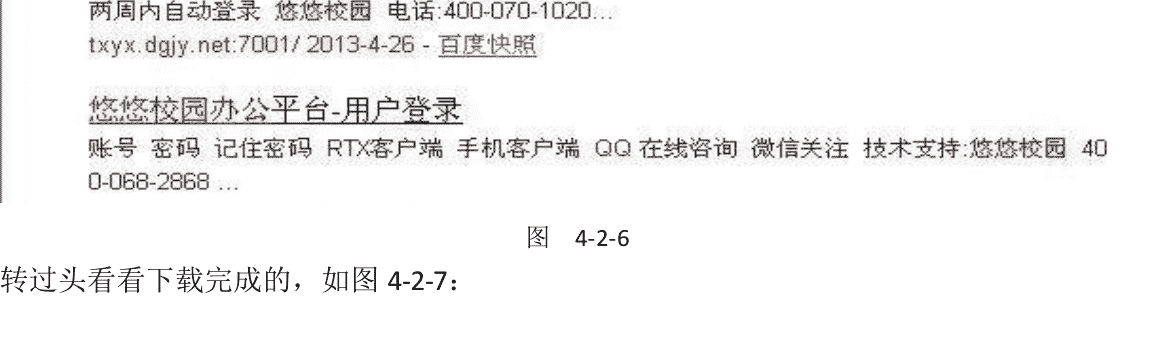 两周内自动登录 悠悠校园 电话:400-070-1020...
txyx.dgjy.net:7001/ 2013-4-26 - 百度快照
悠悠校园办公平台-用户登录
账号 密码 记住密码 RTX客户端 手机客户端 QQ 在线咨询 微信关注 技术支持:悠悠校园 40
0-068-2868 ...
图 4-2-6
转过头看看下载完成的，如图 4-2-7：